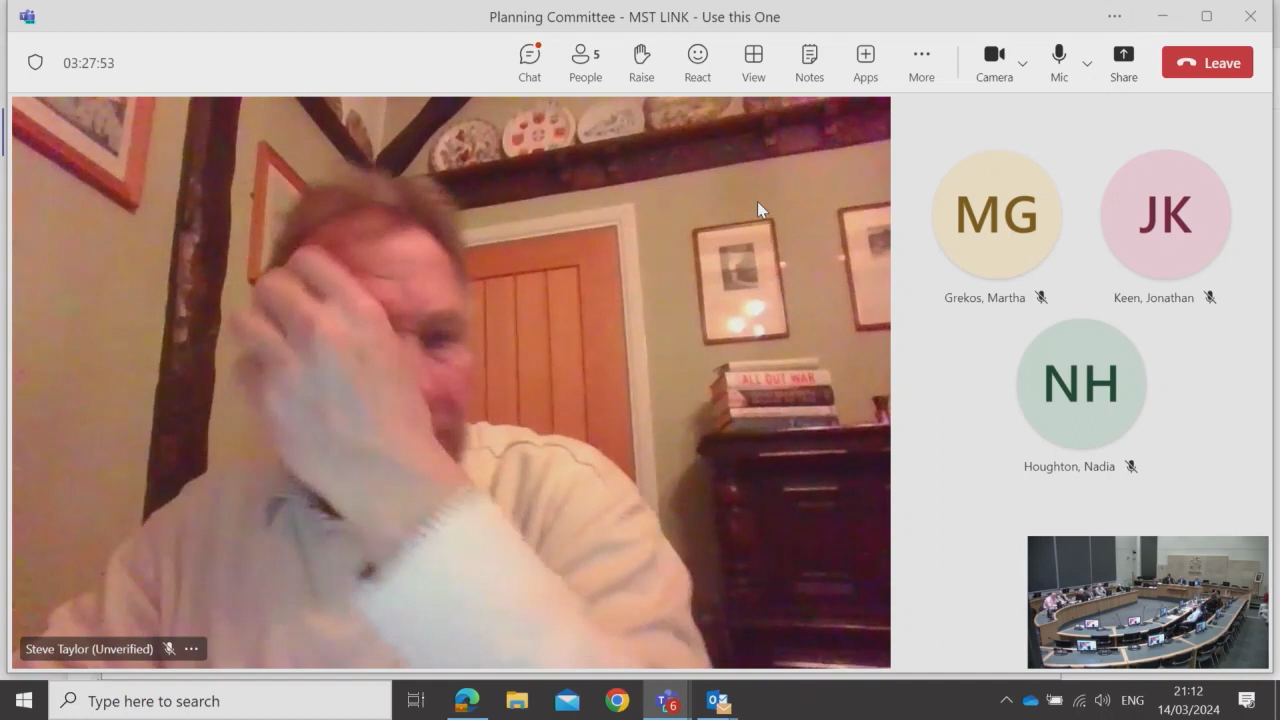 Planning Committee - MST LINK - Use this One
03:27:53
Chat
5
People
Raise
React
View
Notes
Apps
More
Camera
Mic
Share
Leave
MG
JK
Grekos, Martha
Keen, Jonathan
ALL OUT WAR
NH
Houghton, Nadia
Steve Taylor (Unverified)
Type here to search
6
ENG
21:12
14/03/2024